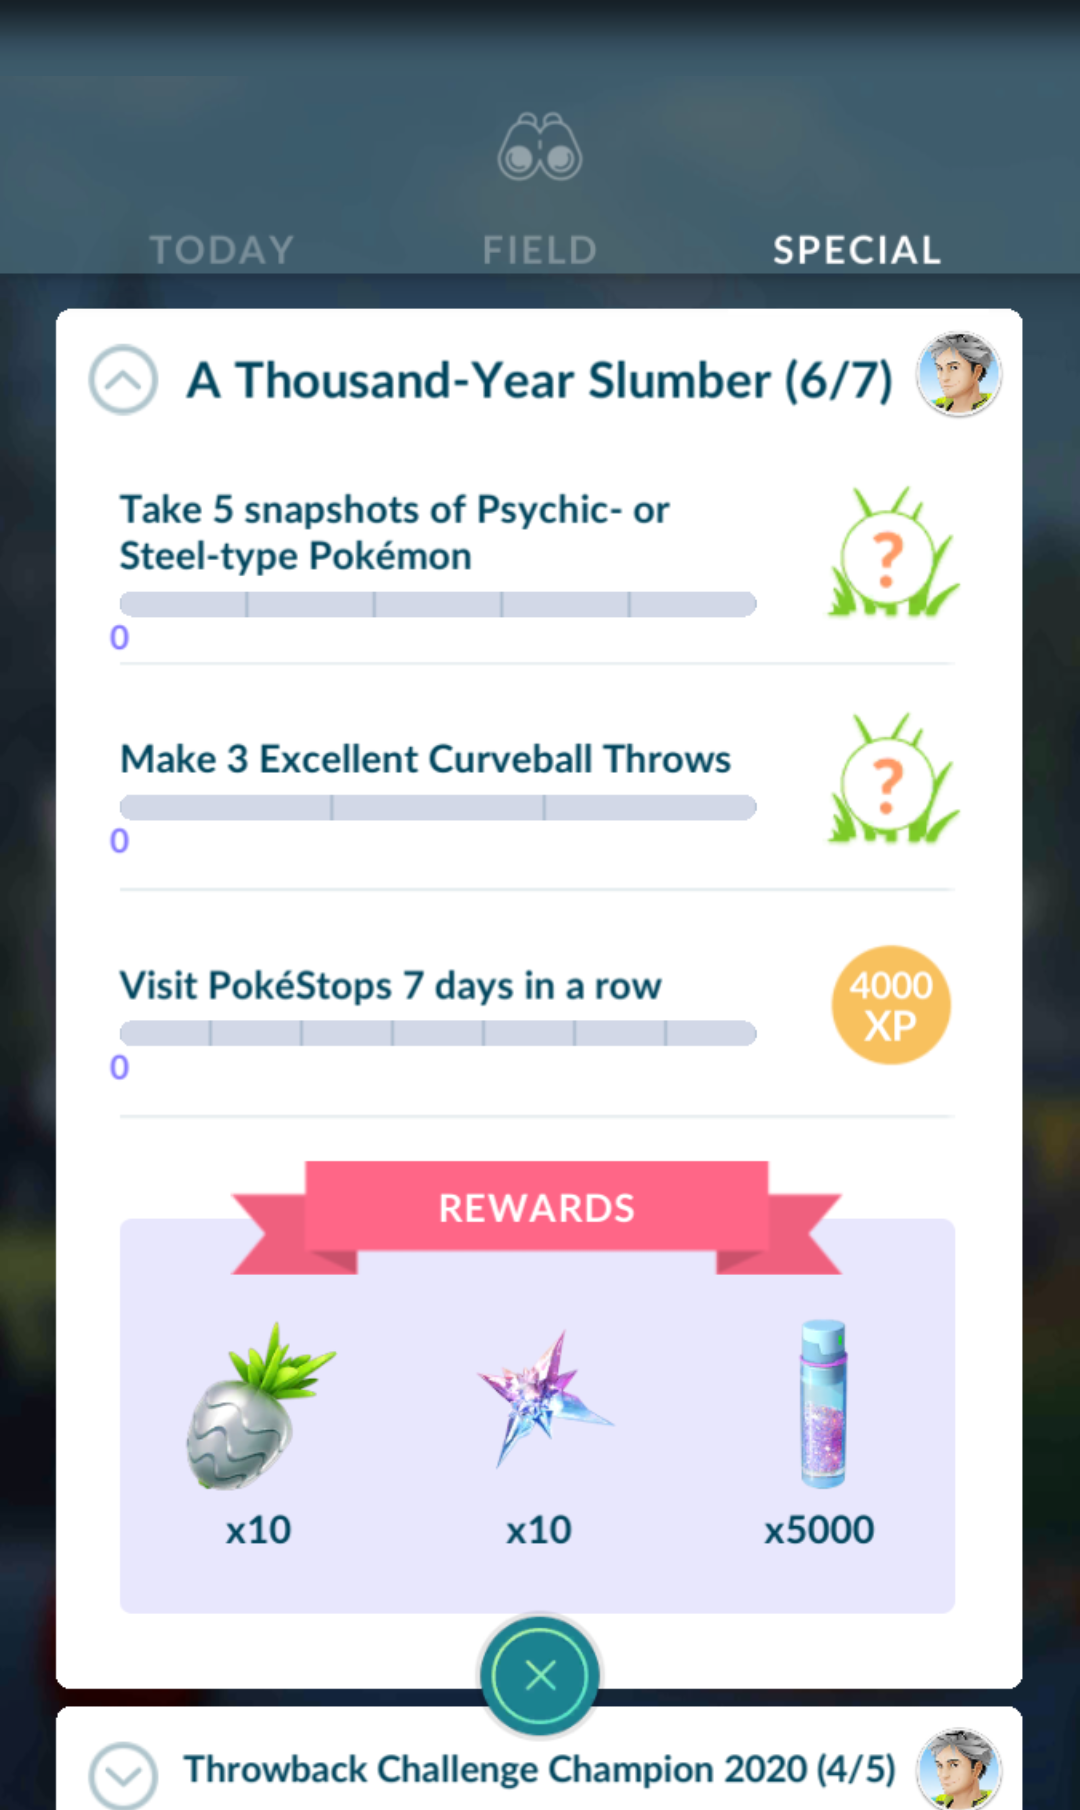 TODAY
FIELD
SPECIAL
A Thousand-Year Slumber (6/7)
Take 5 snapshots of Psychic- or
Steel-type Pokémon
?
0
Make 3 Excellent Curveball Throws
?
0
Visit PokéStops 7 days in a row
4000
XP
0
REWARDS
x10
x10
x5000
Throwback Challenge Champion 2020 (4/5)